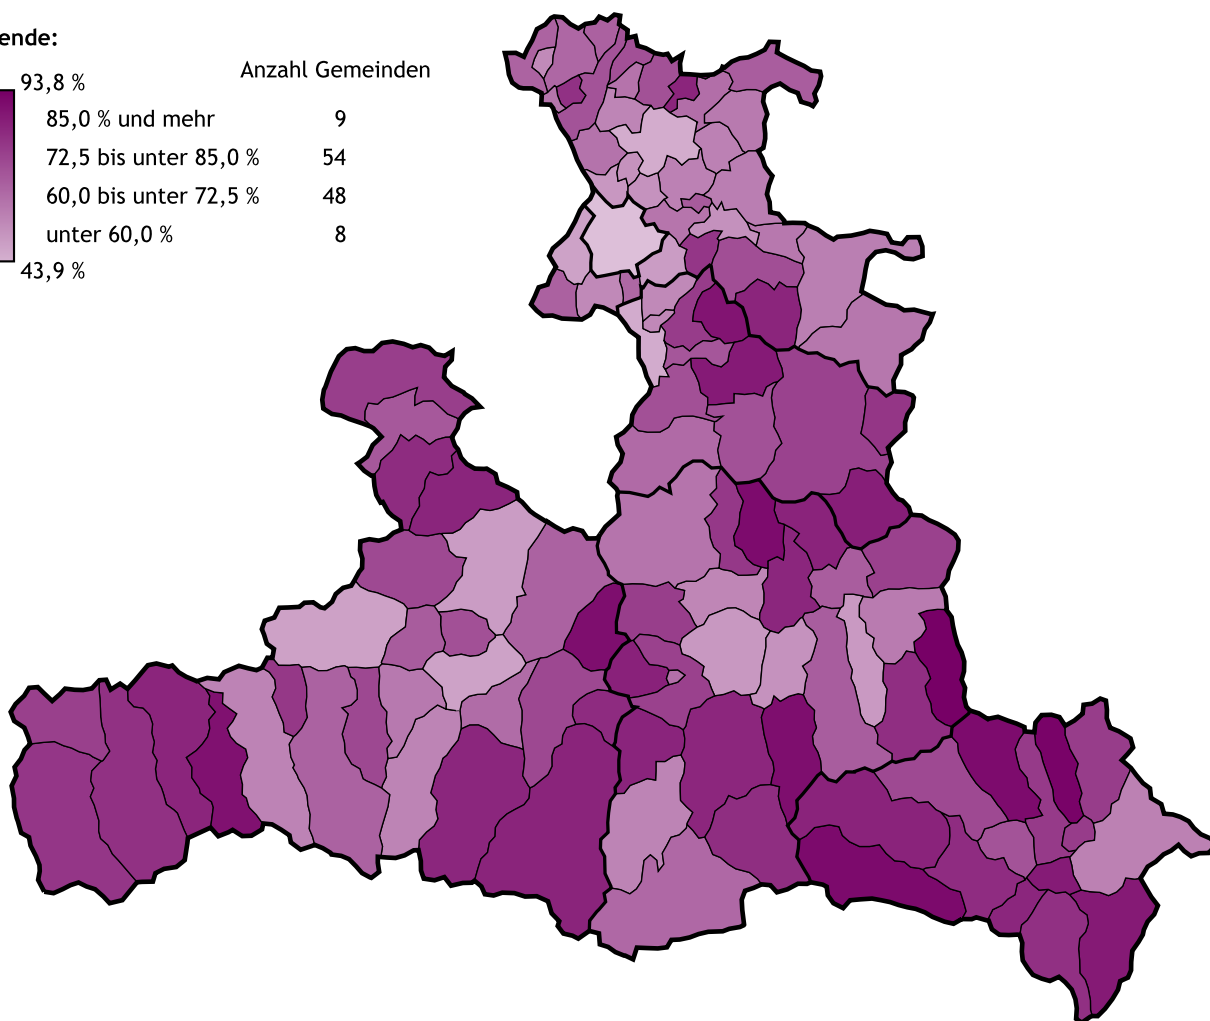 ende:
Anzahl Gemeinden
93,8 %
85,0 % und mehr 9
72,5 bis unter 85,0 % 54
60,0 bis unter 72,5 % 48
unter 60,0 % 8
43,9 %